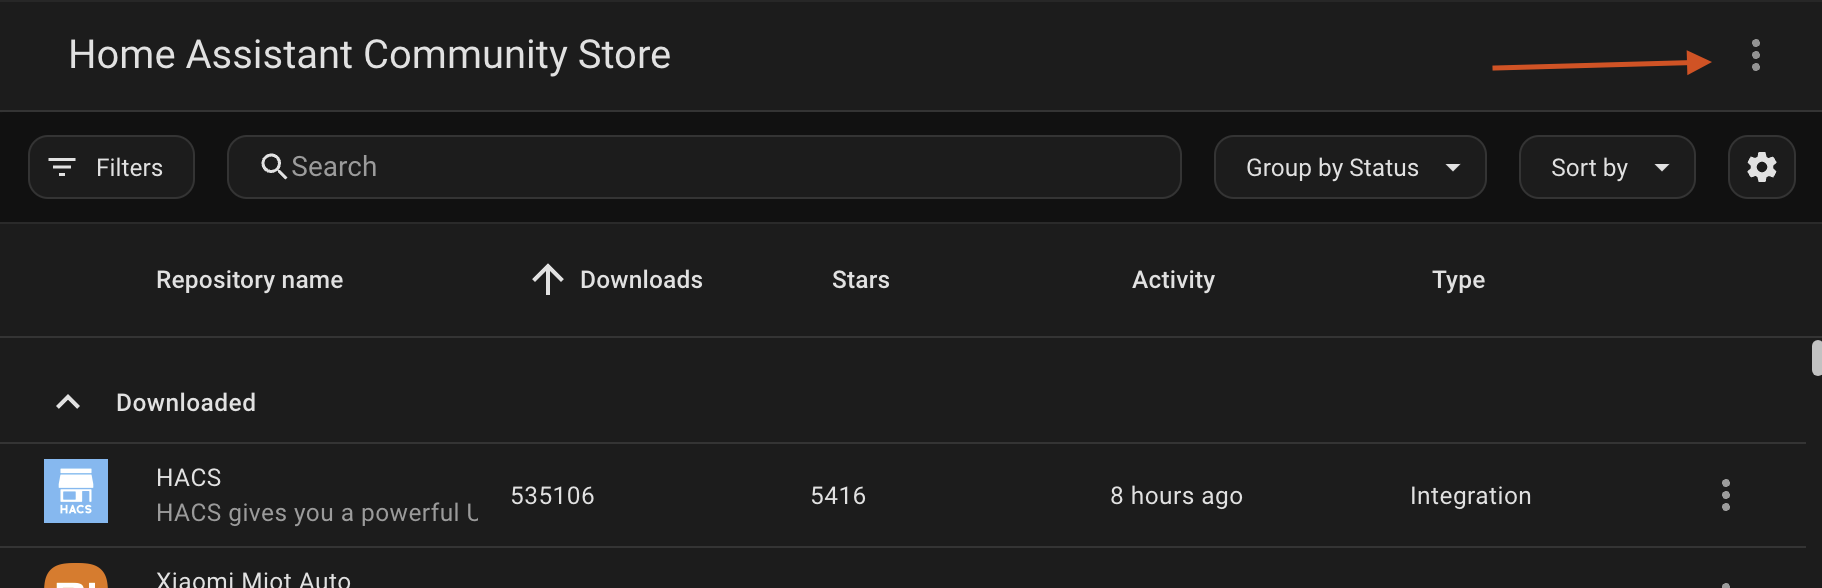 Home Assistant Community Store
Filters
Search
Group by Status
Sort by
Repository name
Downloads
Stars
Activity
Type
Downloaded
HACS
HACS
HACS gives you a powerful U
535106
5416
8 hours ago
Integration
Xiaomi Miot Auto